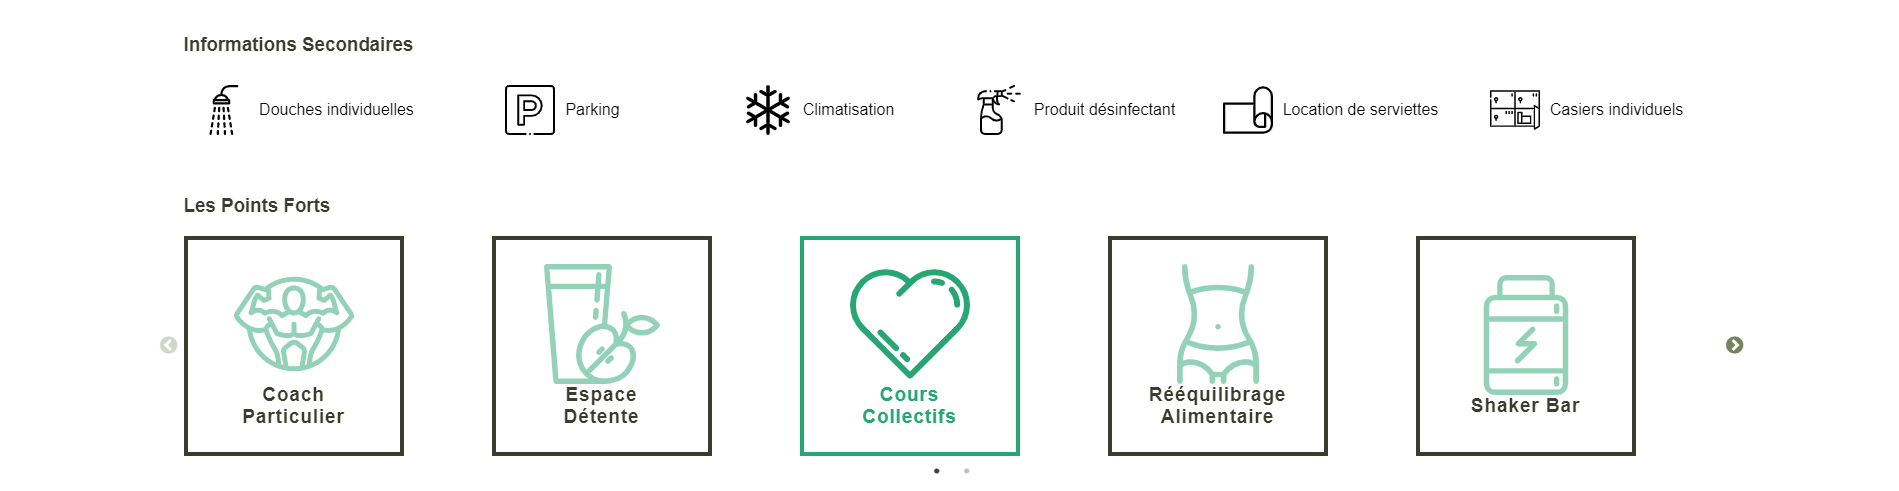 Informations Secondaires
Douches individuelles
P
Parking
Climatisation
Produit désinfectant
Location de serviettes
Casiers individuels
Les Points Forts
Coach
Particulier
Espace
Détente
Cours
Collectifs
Rééquilibrage
Alimentaire
Shaker Bar